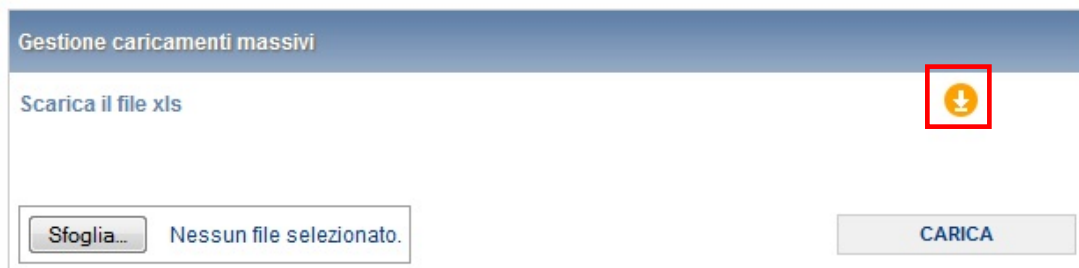 Gestione caricamenti massivi
Scarica il file xls
Sfoglia... Nessun file selezionato. CARICA